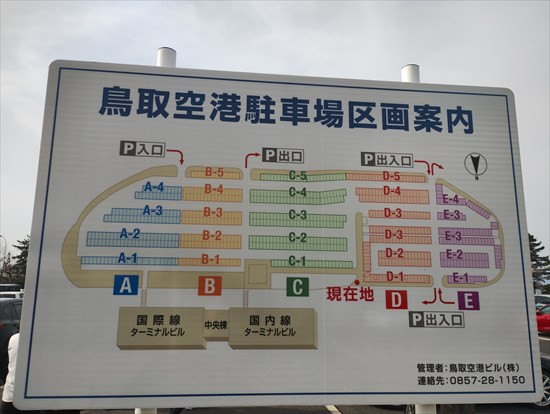 鳥取空港駐車場区画案内
P入口
P出口
P出入口
A-4
A-3
A-2
A-1
B-5
B-4
B-3
B-2
B-1
C-5
C-4
C-3
C-2
C-1
D-5
D-4
D-3
D-3
D-2
D-1
E-4
E-3
E-3
E-2
E-1
A
B
C
現在地
D
E
P出入口
国際線
ターミナルビル
中央棟
国内線
ターミナルビル
管理者:鳥取空港ビル(株)
連絡先:0857-28-1150